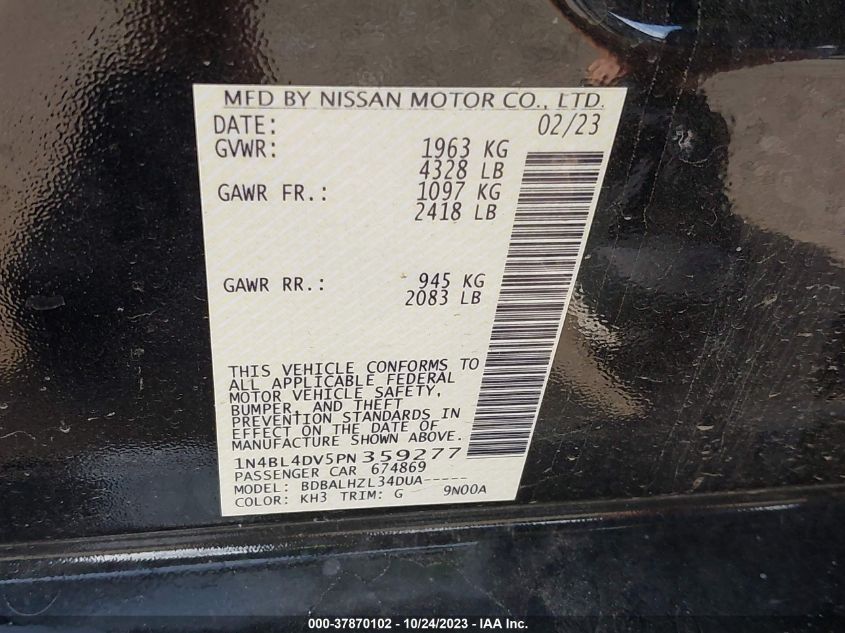 MFD BY NISSAN MOTOR CO., LTD.
DATE: 02/23
GVWR: 1963 KG
4328 LB
GAWR FR.: 1097 KG
2418 LB
GAWR RR.: 945 KG
2083 LB
THIS VEHICLE CONFORMS TO
ALL APPLICABLE FEDERAL
MOTOR VEHICLE SAFETY,
BUMPER, AND THEFT
PREVENTION STANDARDS IN
EFFECT ON THE DATE OF
MANUFACTURE SHOWN ABOVE.
1N4BL4DV5PN359277
PASSENGER CAR 674869
MODEL: BDBALHZL34DUA-----
COLOR: KH3 TRIM: G 9N00A
000-37870102 - 10/24/2023 - IAA Inc.